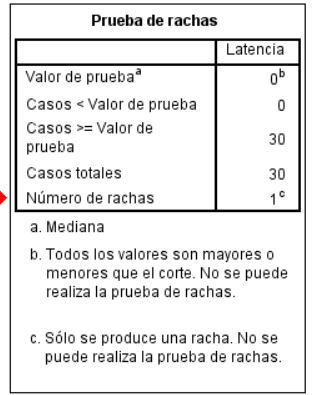 Prueba de rachas
Latencia
Valor de prueba^a 0^b
Casos < Valor de prueba 0
Casos >= Valor de
prueba 30
Casos totales 30
Número de rachas 1^c
a. Mediana
b. Todos los valores son mayores o
menores que el corte. No se puede
realiza la prueba de rachas.
c. Sólo se produce una racha. No se
puede realiza la prueba de rachas.